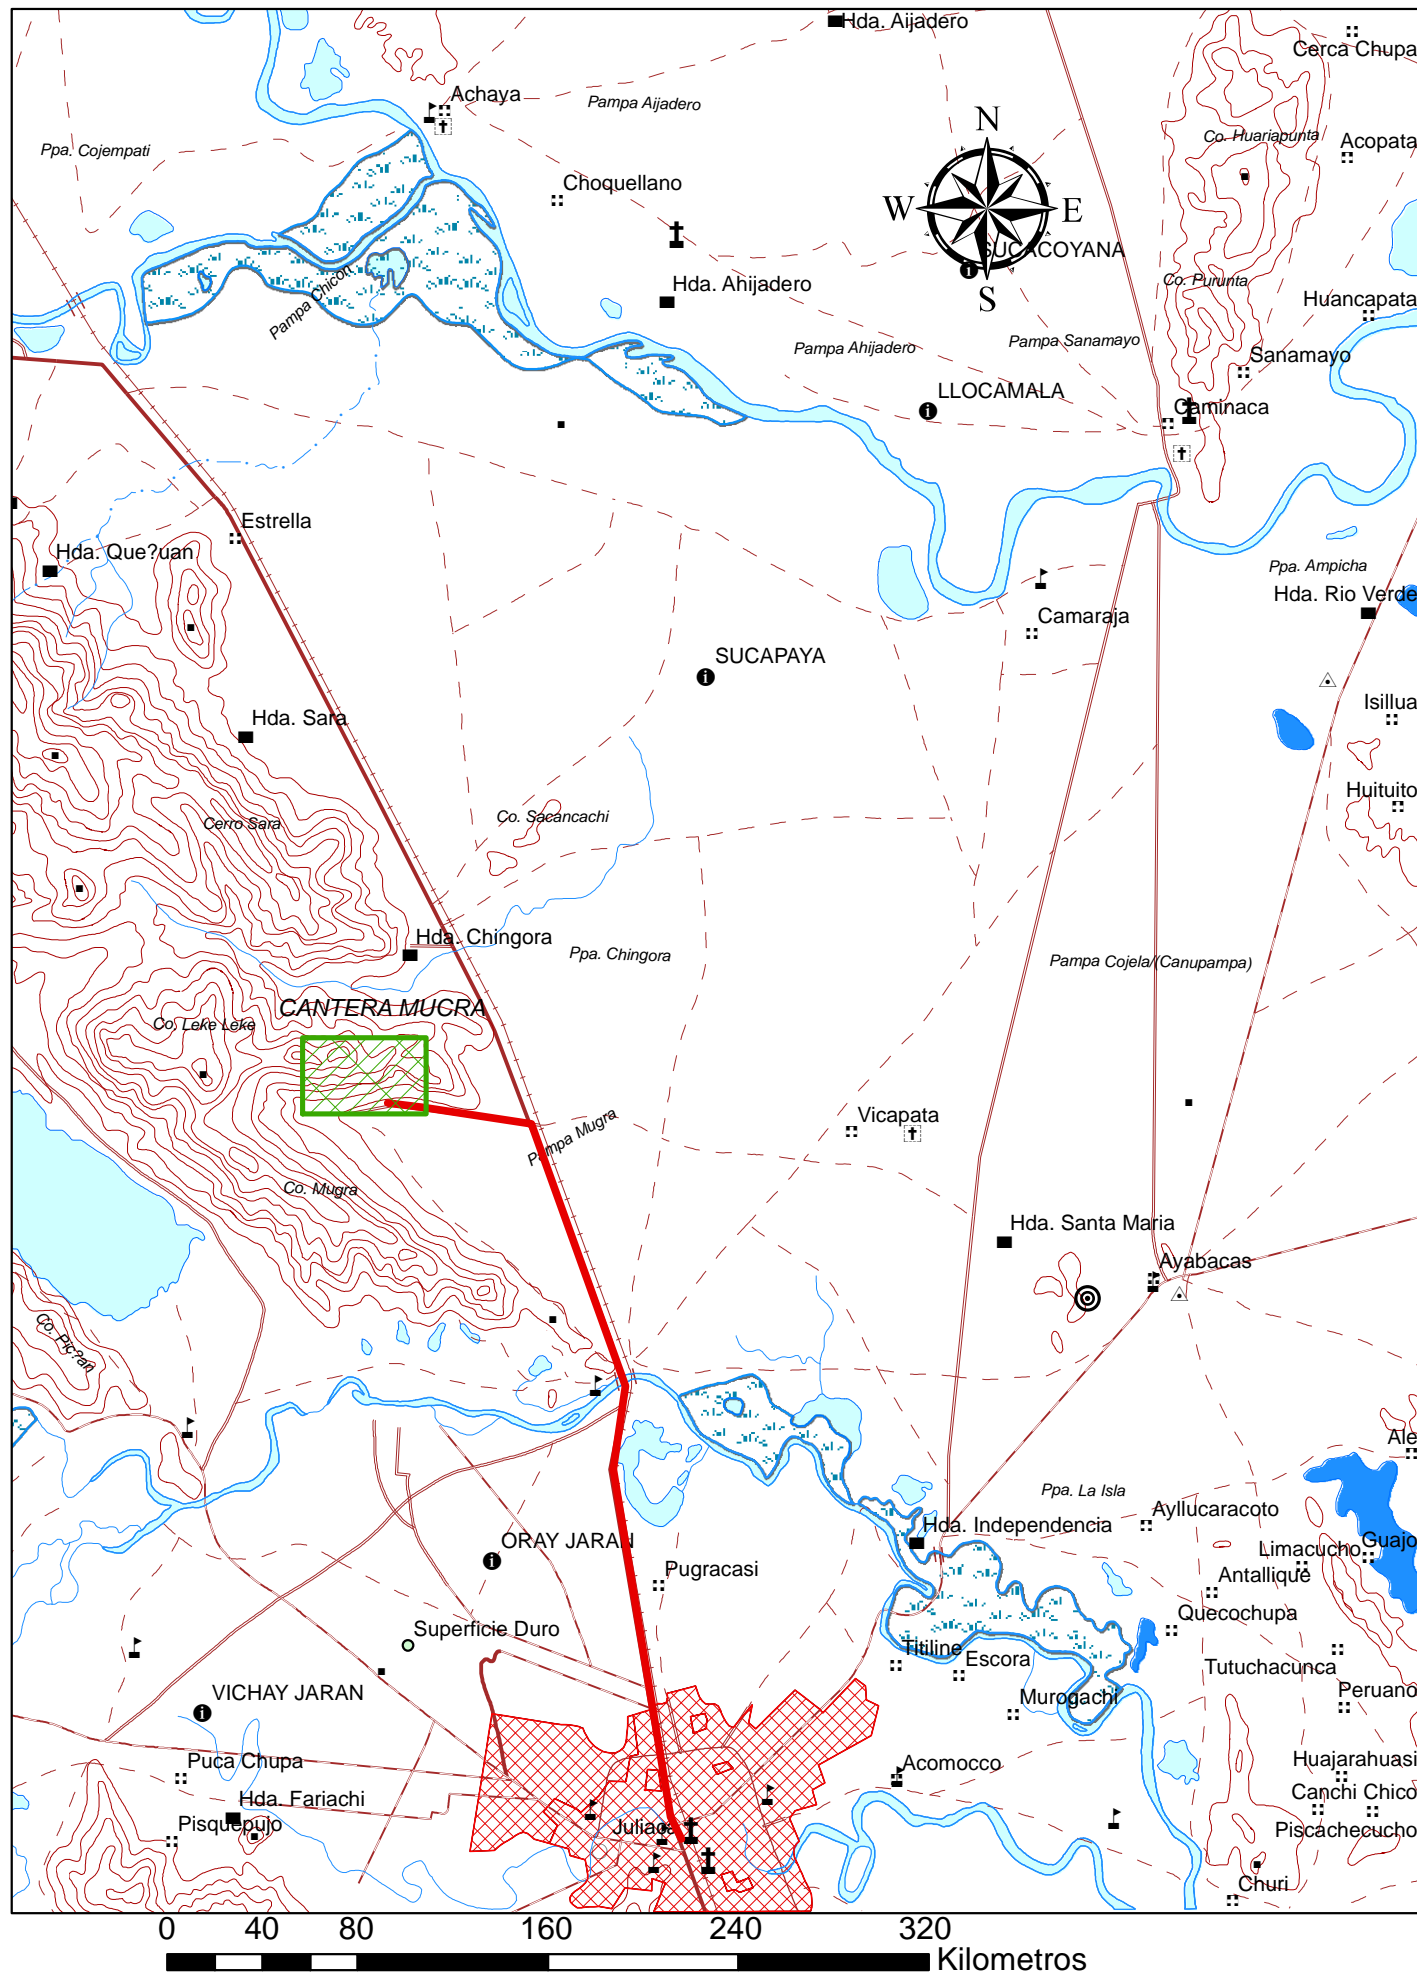 Hda. Aijadero
Cerca Chupa
Achaya
Pampa Aijadero
N
Co. Huariapunta
Acopata
Ppa. Cojempati
Choquellano
W
E
SUCACOYANA
Pampa Chicon
Hda. Ahijadero
S
Co. Purunta
Huancapata
Pampa Ahijadero
Pampa Sanamayo
Sanamayo
LLOCAMALA
Caminaca
Estrella
Hda. Que?uan
Ppa. Ampicha
Hda. Rio Verde
Camaraja
SUCAPAYA
Isillua
Hda. Sara
Huituito
Cerro Sara
Co. Sacancachi
Hda. Chingora
Ppa. Chingora
Pampa Cojela/(Canupampa)
CANTERA MUCRA
Co. Leke Leke
Vicapata
Pampa Mugra
Co. Mugra
Hda. Santa Maria
Ayabacas
Co. Pic?an
Ale
Ppa. La Isla
Ayllucaracoto
Hda. Independencia
ORAY JARAN
Limacucho
Guajo
Pugracasi
Antallique
Quecochupa
Superficie Duro
Titiline
Escora
Tutuchacunca
VICHAY JARAN
Murogachi
Peruano
Puca Chupa
Acomocco
Huajarahuasi
Hda. Fariachi
Canchi Chico
Pisquepujo
Juliaca
Piscachecucho
Churi
0 40 80 160 240 320
Kilometros